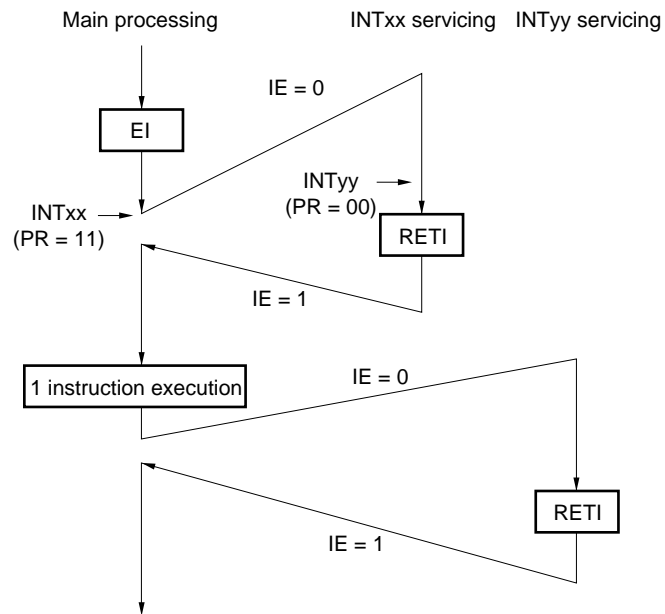 Main processing
INTxx servicing
INTyy servicing
IE = 0
EI
INTyy
(PR = 00)
INTxx
(PR = 11)
RETI
IE = 1
1 instruction execution
IE = 0
RETI
IE = 1